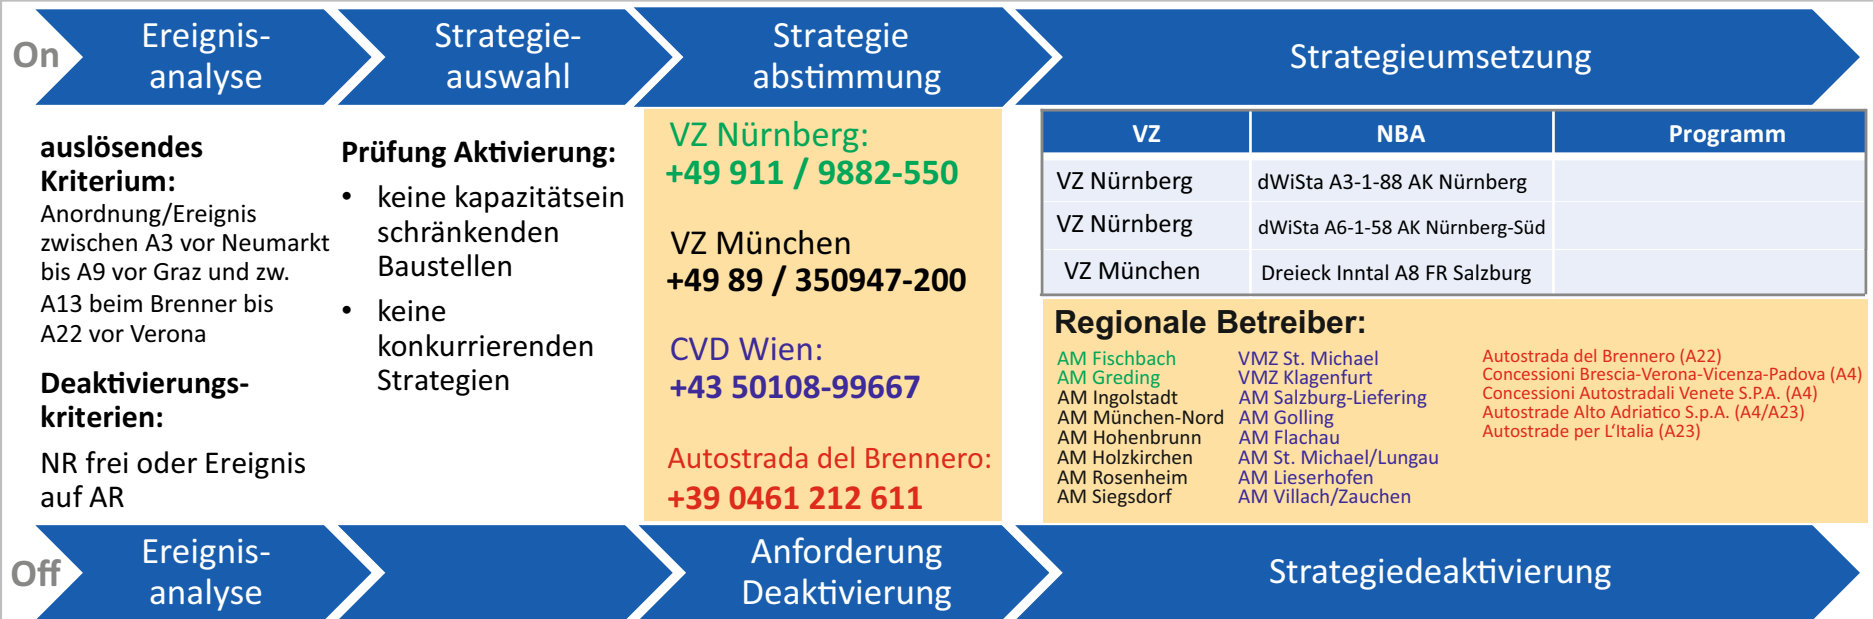 On
Ereignis-
analyse
Strategie-
auswahl
Strategie
abstimmung
Strategieumsetzung
auslösendes
Kriterium:
Anordnung/Ereignis
zwischen A3 vor Neumarkt
bis A9 vor Graz und zw.
A13 beim Brenner bis
A22 vor Verona
Deaktivierungs-
kriterien:
NR frei oder Ereignis
auf AR
Prüfung Aktivierung:
• keine kapazitätsein
schränkenden
Baustellen
• keine
konkurrierenden
Strategien
VZ Nürnberg:
+49 911 / 9882-550
VZ München
+49 89 / 350947-200
CVD Wien:
+43 50108-99667
Autostrada del Brennero:
+39 0461 212 611
VZ NBA Programm
VZ Nürnberg dWiSta A3-1-88 AK Nürnberg
VZ Nürnberg dWiSta A6-1-58 AK Nürnberg-Süd
VZ München Dreieck Inntal A8 FR Salzburg
Regionale Betreiber:
AM Fischbach
AM Greding
AM Ingolstadt
AM München-Nord
AM Hohenbrunn
AM Holzkirchen
AM Rosenheim
AM Siegsdorf
VMZ St. Michael
VMZ Klagenfurt
AM Salzburg-Liefering
AM Golling
AM Flachau
AM St. Michael/Lungau
AM Lieserhofen
AM Villach/Zauchen
Autostrada del Brennero (A22)
Concessioni Brescia-Verona-Vicenza-Padova (A4)
Concessioni Autostradali Venete S.P.A. (A4)
Autostrade Alto Adriatico S.p.A. (A4/A23)
Autostrade per L'Italia (A23)
Off
Ereignis-
analyse
Anforderung
Deaktivierung
Strategiedeaktivierung